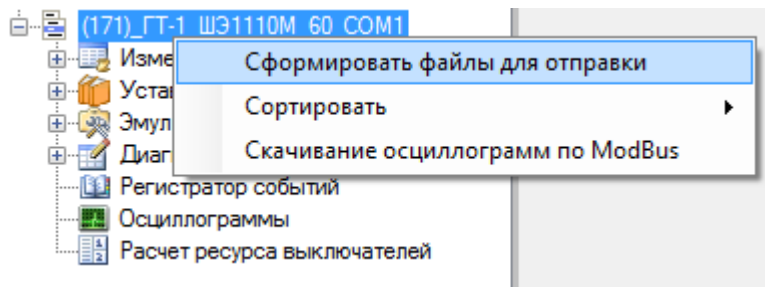 (171)_ГТ-1 ШЭ1110М 60 COM1
Изме
Сформировать файлы для отправки
Уста
Сортировать
Эмул
Диаг
Скачивание осциллограмм по ModBus
Регистратор событий
Осциллограммы
Расчет ресурса выключателей